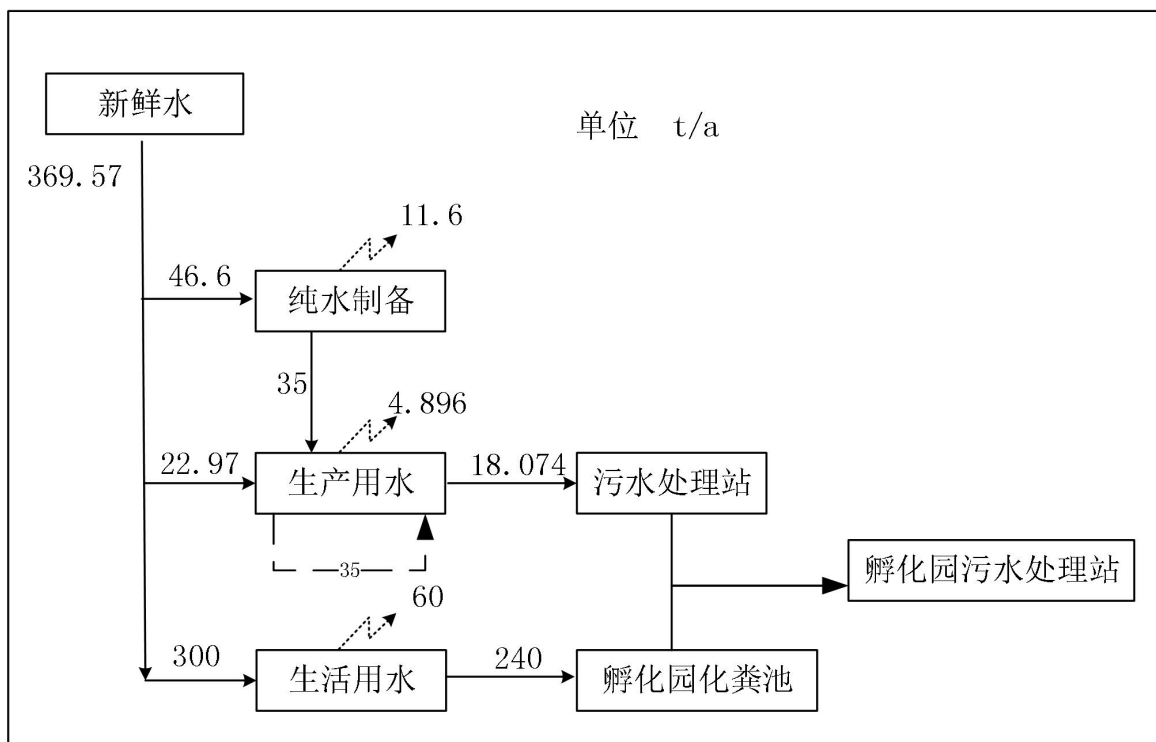 新鲜水
单位 t/a
369.57
11.6
46.6
纯水制备
35
4.896
22.97
生产用水
18.074
污水处理站
35
孵化园污水处理站
60
300
生活用水
240
孵化园化粪池